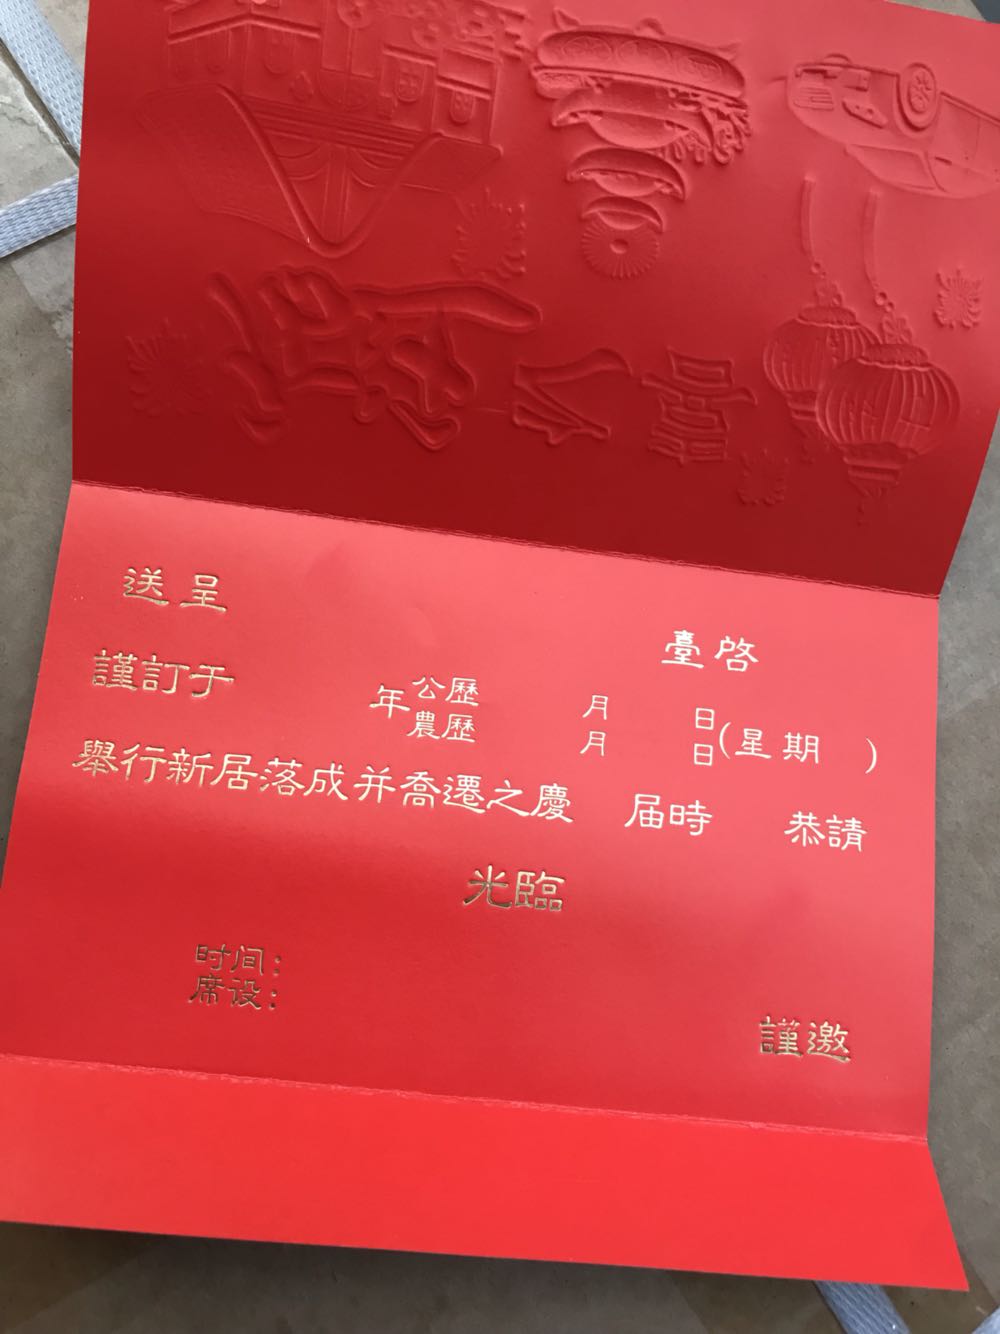 送呈 臺啓
謹訂于 年 公歷 月 日
農歷 月 日 (星期 )
舉行新居落成并喬遷之慶 届時 恭請
光臨
时间：
席设：
謹邀